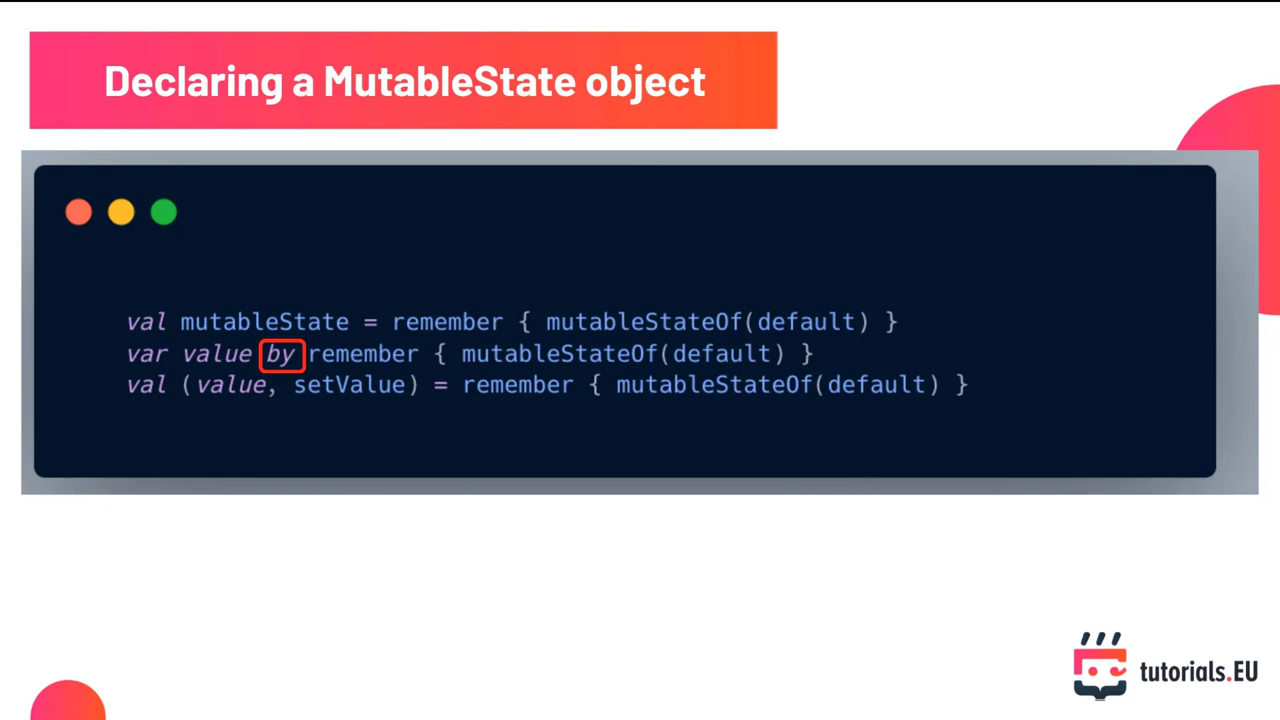 Declaring a MutableState object
val mutableState = remember { mutableStateOf(default) }
var value by remember { mutableStateOf(default) }
val (value, setValue) = remember { mutableStateOf(default) }
tutorials.EU